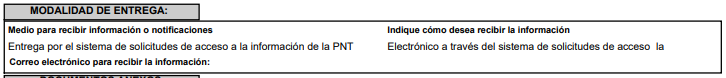 MODALIDAD DE ENTREGA:
Medio para recibir información o notificaciones Indique cómo desea recibir la información
Entrega por el sistema de solicitudes de acceso a la información de la PNT Electrónico a través del sistema de solicitudes de acceso la
Correo electrónico para recibir la información:
DOCUMENTOS ANEXOS